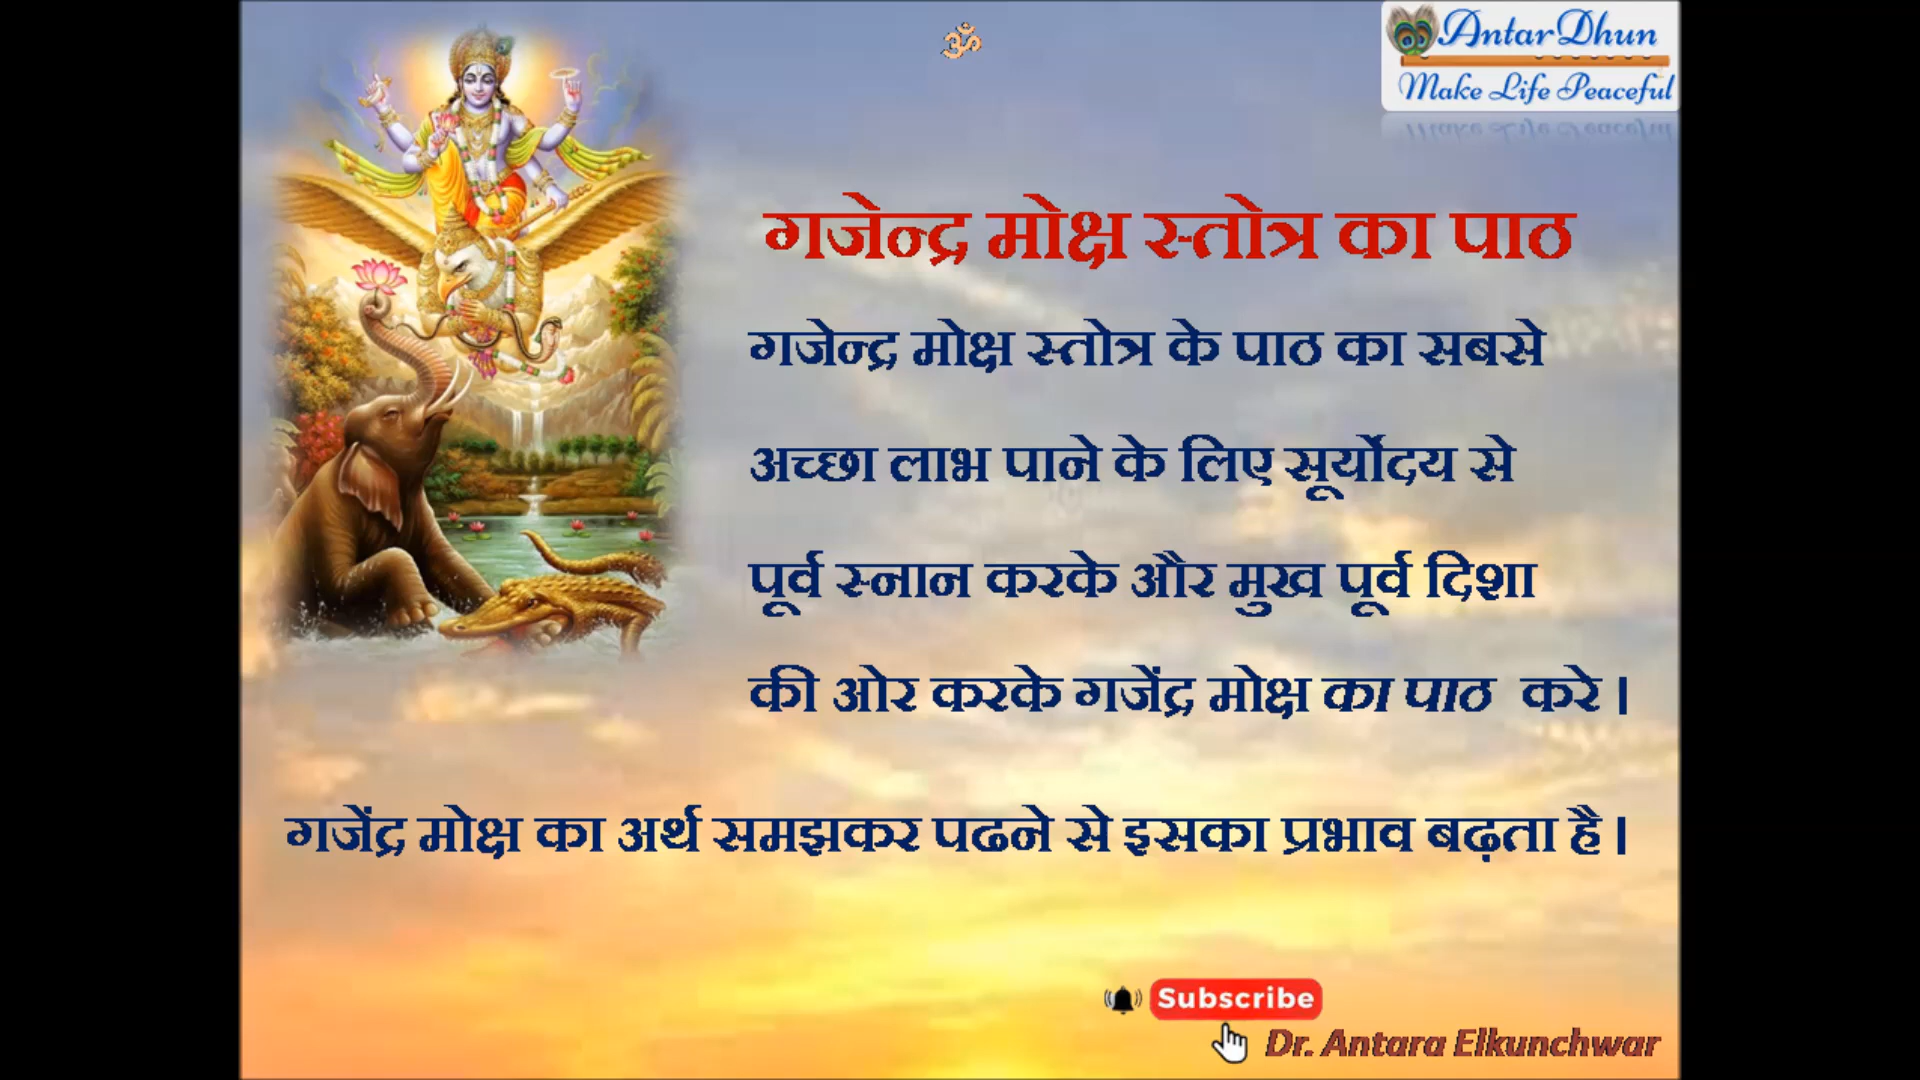 ॐ
AntarDhun
Make Life Peaceful
गजेन्द्र मोक्ष स्तोत्र का पाठ
गजेन्द्र मोक्ष स्तोत्र के पाठ का सबसे
अच्छा लाभ पाने के लिए सूर्योदय से
पूर्व स्नान करके और मुख पूर्व दिशा
की ओर करके गजेंद्र मोक्ष का पाठ करे ।
गजेंद्र मोक्ष का अर्थ समझकर पढने से इसका प्रभाव बढ़ता है ।
Subscribe
Dr. Antara Elkunchwar